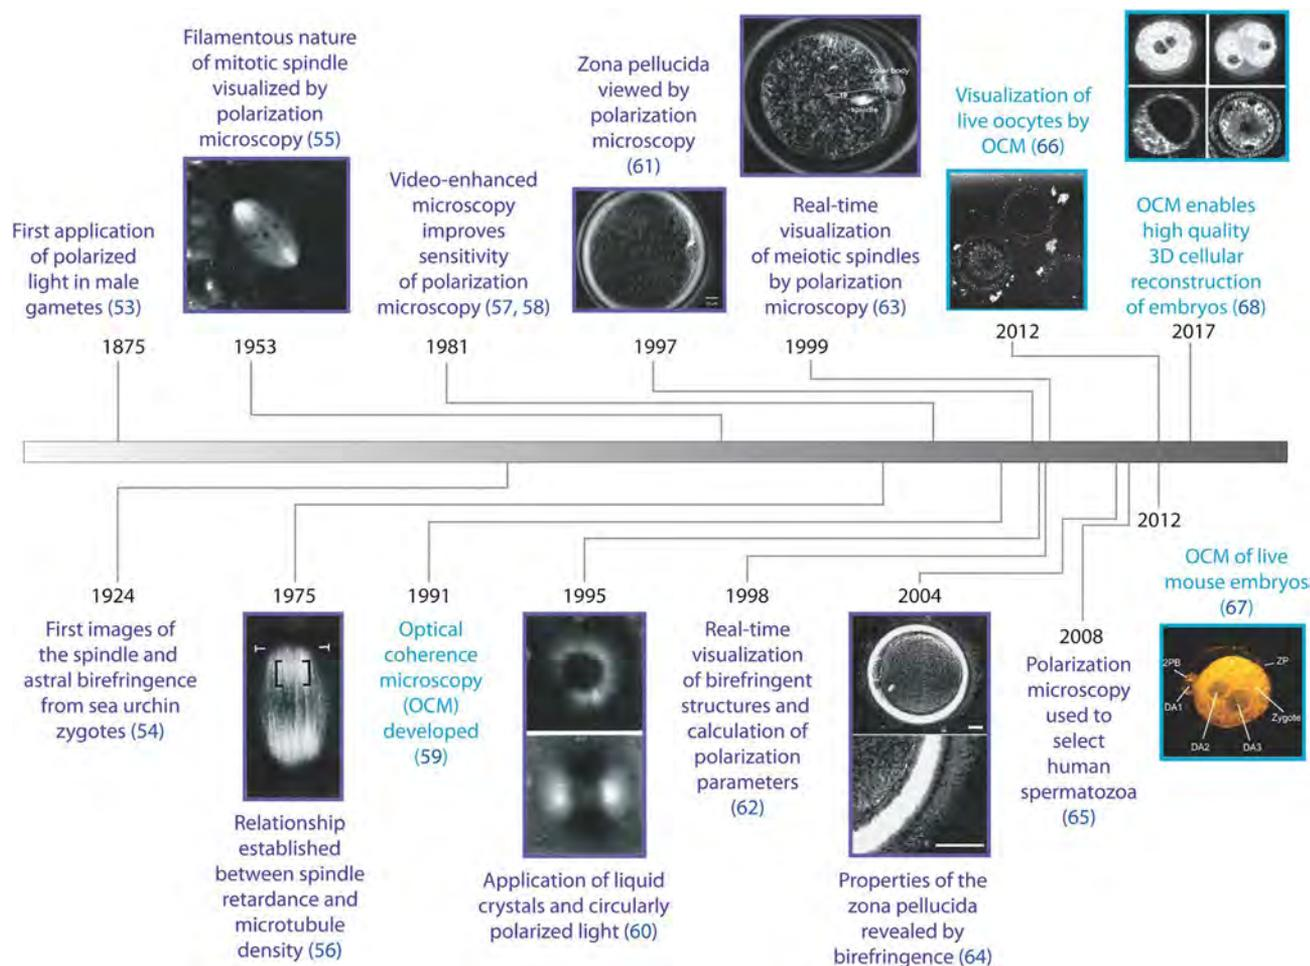 Filamentous nature
of mitotic spindle
visualized by
polarization
microscopy (55)
Zona pellucida
viewed by
polarization
microscopy
(61)
polar body
spindle
Visualization of
live oocytes by
OCM (66)
Video-enhanced
microscopy
improves
sensitivity
of polarization
microscopy (57, 58)
First application
of polarized
light in male
gametes (53)
Real-time
visualization
of meiotic spindles
by polarization
microscopy (63)
OCM enables
high quality
3D cellular
reconstruction
of embryos (68)
1875
1953
1981
1997
1999
2012
2017
2012
1924
1975
1991
1995
1998
2004
2008
First images of
the spindle and
astral birefringence
from sea urchin
zygotes (54)
Relationship
established
between spindle
retardance and
microtubule
density (56)
Optical
coherence
microscopy
(OCM)
developed
(59)
Application of liquid
crystals and circularly
polarized light (60)
Real-time
visualization
of birefringent
structures and
calculation of
polarization
parameters
(62)
Properties of the
zona pellucida
revealed by
birefringence (64)
Polarization
microscopy
used to
select
human
spermatozoa
(65)
OCM of live
mouse embryos
(67)
2PB
ZP
DA1
Zygote
DA2
DA3